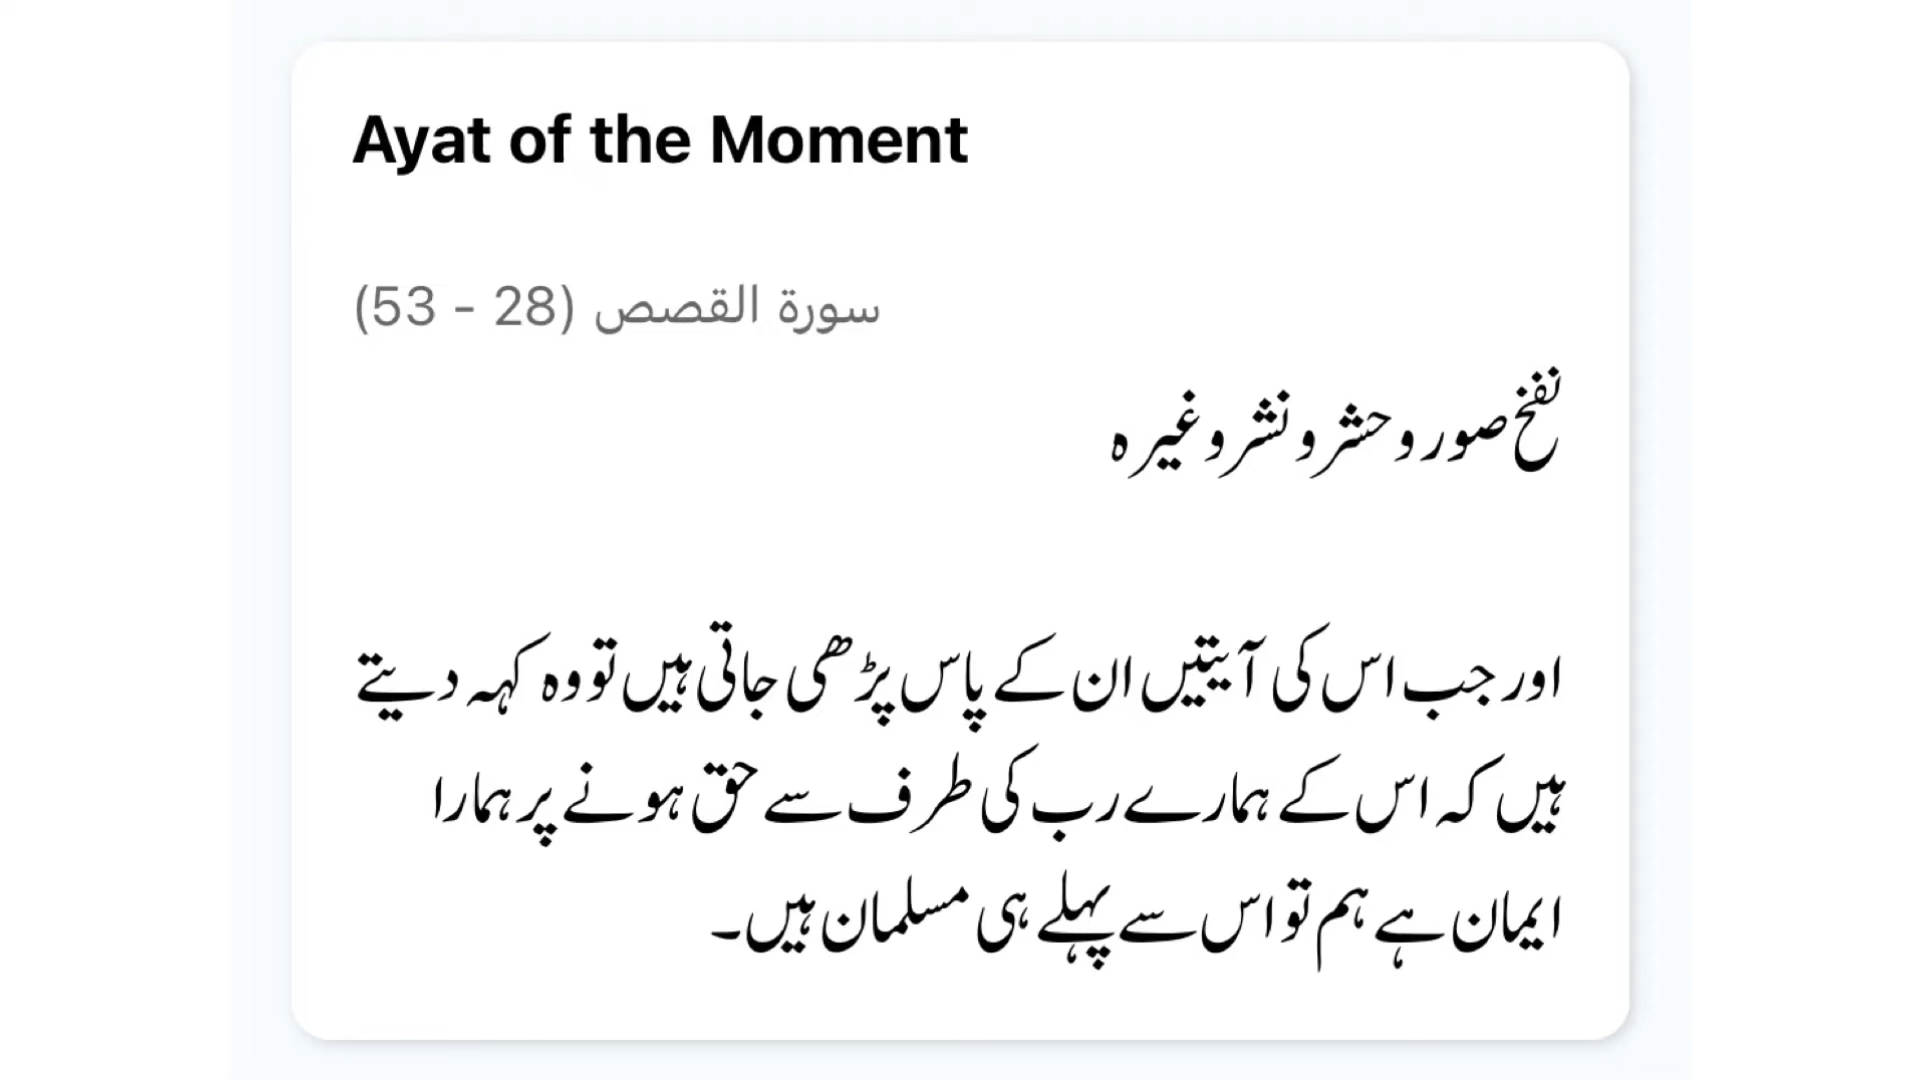 Ayat of the Moment
سورة القصص (28 - 53)
نفخ صور و حشر و نشر وغیرہ
اور جب اس کی آیتیں ان کے پاس پڑھی جاتی ہیں تو وہ کہہ دیتے
ہیں کہ اس کے ہمارے رب کی طرف سے حق ہونے پر ہمارا
ایمان ہے ہم تو اس سے پہلے ہی مسلمان ہیں۔